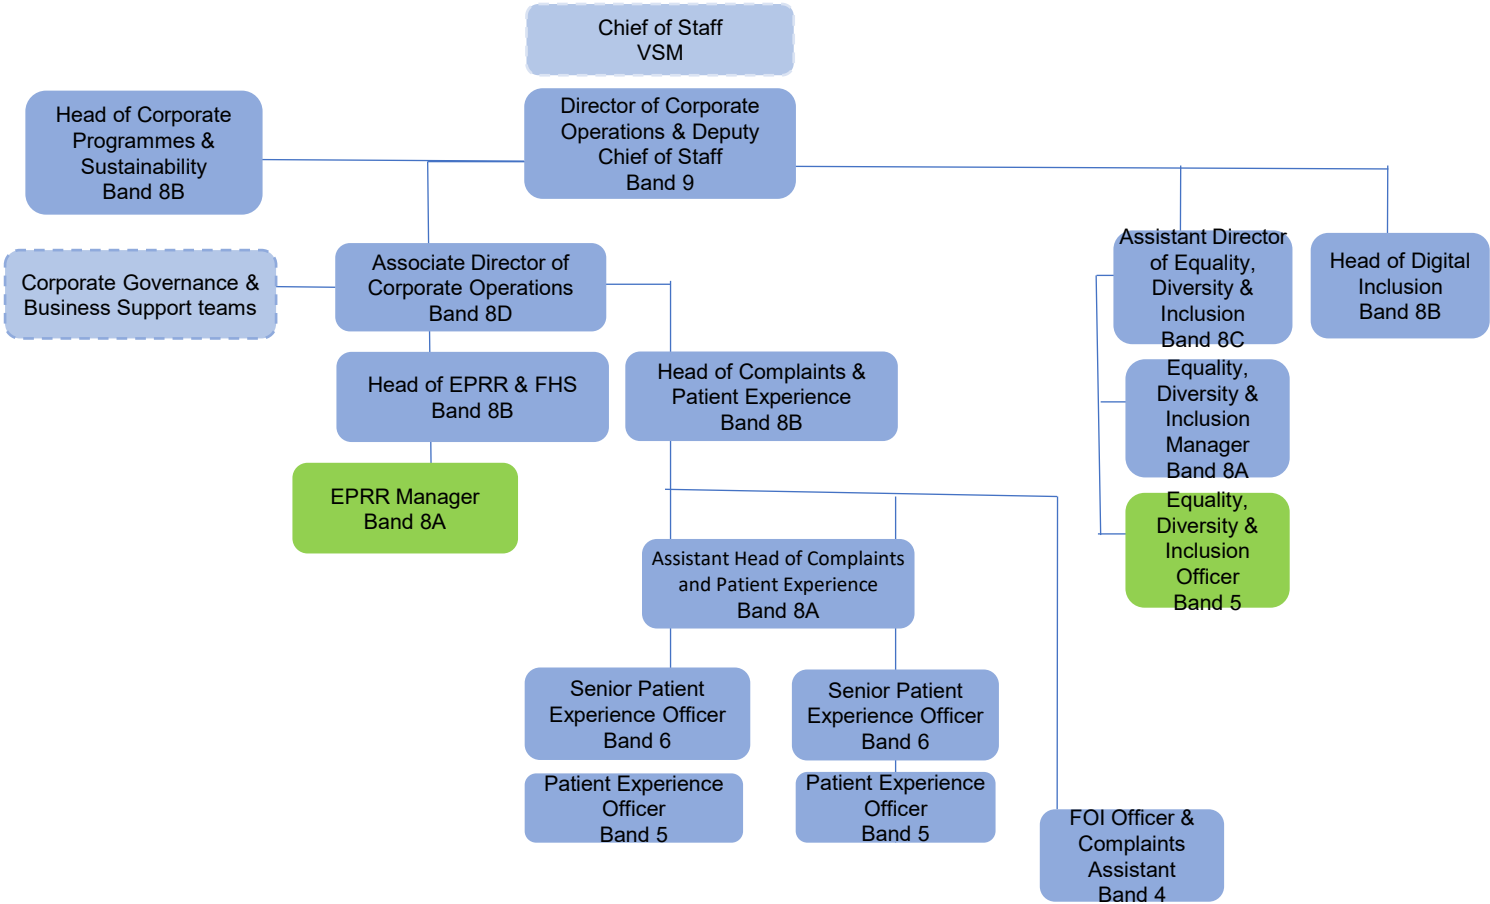 Chief of Staff
VSM
Head of Corporate
Programmes &
Sustainability
Band 8B
Director of Corporate
Operations & Deputy
Chief of Staff
Band 9
Corporate Governance &
Business Support teams
Associate Director of
Corporate Operations
Band 8D
Assistant Director
of Equality,
Diversity &
Inclusion
Band 8C
Head of Digital
Inclusion
Band 8B
Head of EPRR & FHS
Band 8B
Head of Complaints &
Patient Experience
Band 8B
Equality,
Diversity &
Inclusion
Manager
Band 8A
EPRR Manager
Band 8A
Equality,
Diversity &
Inclusion
Officer
Band 5
Assistant Head of Complaints
and Patient Experience
Band 8A
Senior Patient
Experience Officer
Band 6
Senior Patient
Experience Officer
Band 6
Patient Experience
Officer
Band 5
Patient Experience
Officer
Band 5
FOI Officer &
Complaints
Assistant
Band 4